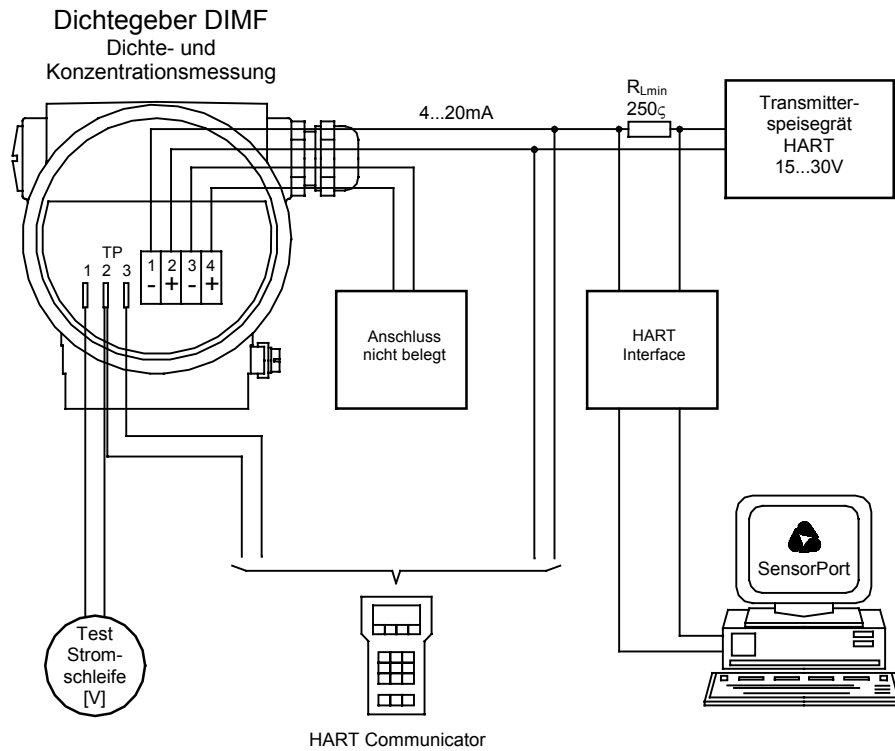 Dichtegeber DIMF
Dichte- und
Konzentrationsmessung
4...20mA
RLmin
250ς
Transmitter-
speisegrät
HART
15...30V
TP
1 2 3
1 2 3 4
- + - +
Anschluss
nicht belegt
HART
Interface
SensorPort
Test
Strom-
schleife
[V]
HART Communicator